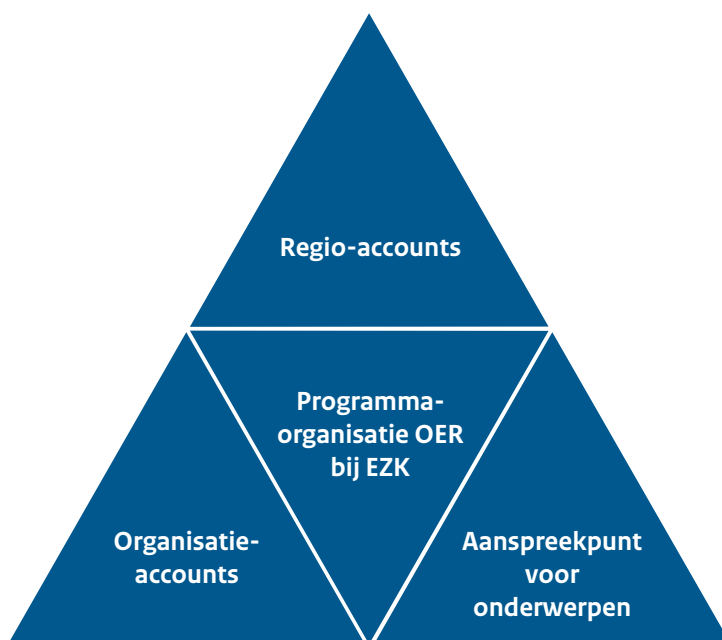 Regio-accounts
Programma-
organisatie OER
bij EZK
Organisatie-
accounts
Aanspreekpunt
voor
onderwerpen